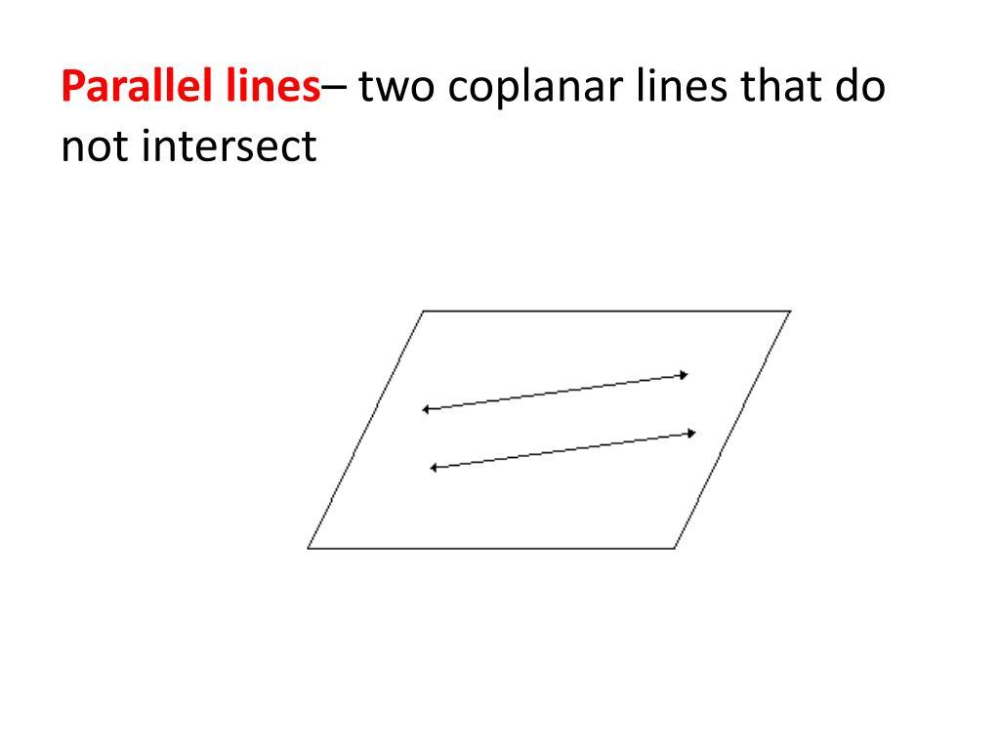 Parallel lines– two coplanar lines that do
not intersect